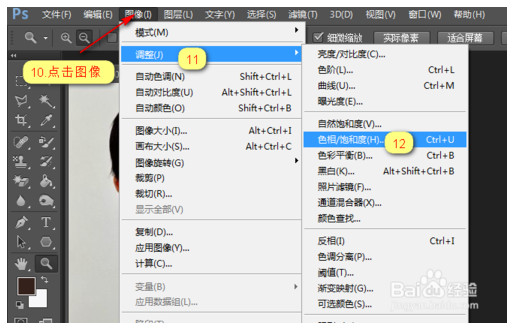 Ps 文件(F) 编辑(E) 图像(I) 图层(L) 文字(Y) 选择(S) 滤镜(T) 3D(D) 视图(V) 窗口(W) 帮助(H)
细微缩放 实际像素 适合屏幕
10.点击图像
模式(M)
调整(J)
11
自动色调(N) Shift+Ctrl+L
自动对比度(U) Alt+Shift+Ctrl+L
自动颜色(O) Shift+Ctrl+B
图像大小(I)... Alt+Ctrl+I
画布大小(S)... Alt+Ctrl+C
图像旋转(G)
裁剪(P)
裁切(R)...
显示全部(V)
复制(D)...
应用图像(Y)...
计算(C)...
变量(B)
应用数据组(L)...
亮度/对比度(C)...
色阶(L)... Ctrl+L
曲线(U)... Ctrl+M
曝光度(E)...
自然饱和度(V)...
色相/饱和度(H)... Ctrl+U
12
色彩平衡(B)... Ctrl+B
黑白(K)... Alt+Shift+Ctrl+B
照片滤镜(F)...
通道混合器(X)...
颜色查找...
反相(I) Ctrl+I
色调分离(P)...
阈值(T)...
渐变映射(G)...
可选颜色(S)...
Baidu经验
jingyan.baidu.com